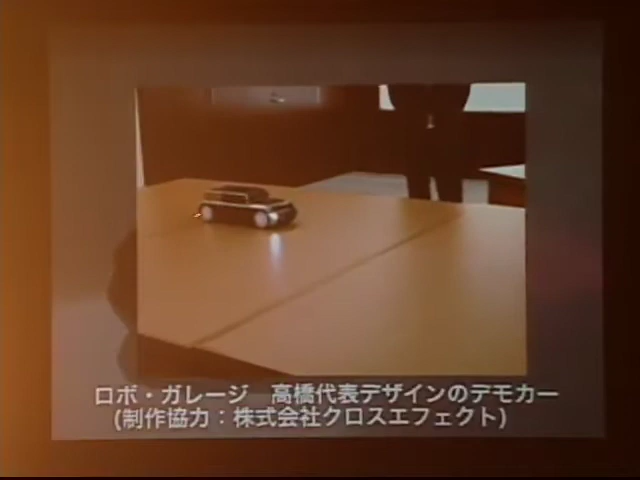 ロボ・ガレージ　高橋代表デザインのデモカー
(制作協力：株式会社クロスエフェクト)